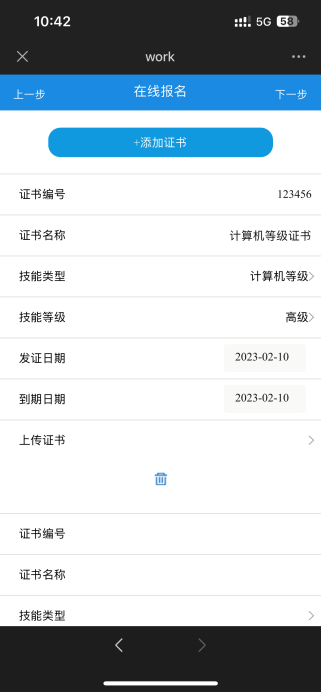 10:42
5G
58
work
上一步
在线报名
下一步
+添加证书
证书编号 123456
证书名称 计算机等级证书
技能类型 计算机等级
技能等级 高级
发证日期 2023-02-10
到期日期 2023-02-10
上传证书
证书编号
证书名称
技能类型